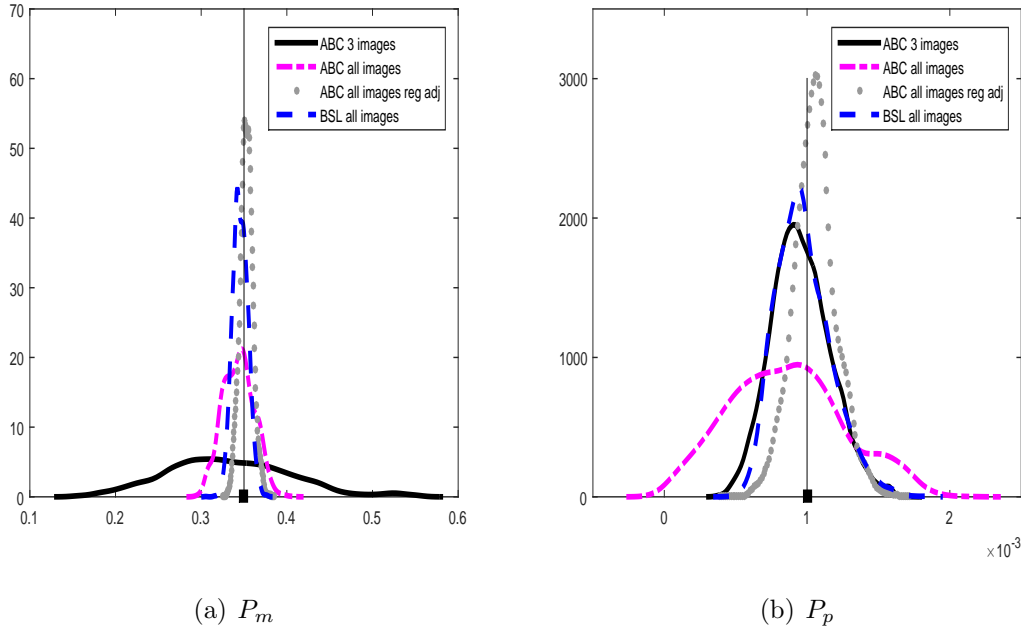 70
60
50
40
30
20
10
0
0.1 0.2 0.3 0.4 0.5 0.6
ABC 3 images
ABC all images
ABC all images reg adj
BSL all images
(a) P_m
3000
2000
1000
0
0 1 2
×10⁻³
ABC 3 images
ABC all images
ABC all images reg adj
BSL all images
(b) P_p